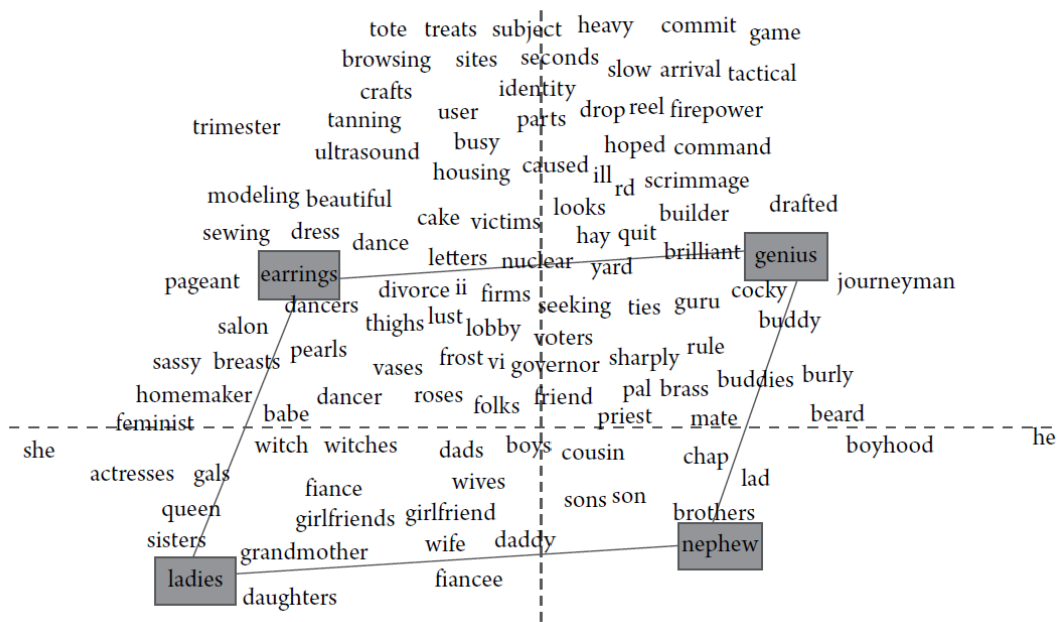 tote treats subject heavy commit game
browsing sites seconds slow arrival tactical
crafts identity drop reel firepower
trimester tanning user parts
ultrasound busy hoped command
housing caused ill rd scrimmage
modeling beautiful cake victims looks builder drafted
sewing dress dance hay quit brilliant
letters nuclear yard genius
pageant earrings divorce ii firms cocky journeyman
dancers seeking ties guru
salon thighs lust lobby voters buddy
sassy breasts pearls vases frost vi governor sharply rule
homemaker dancer roses folks friend pal brass buddies burly
feminist babe priest mate beard
she witch witches dads boys cousin boyhood he
actresses gals wives chap lad
queen fiance sons son
girlfriends girlfriend brothers
sisters grandmother wife daddy nephew
ladies fiancee
daughters